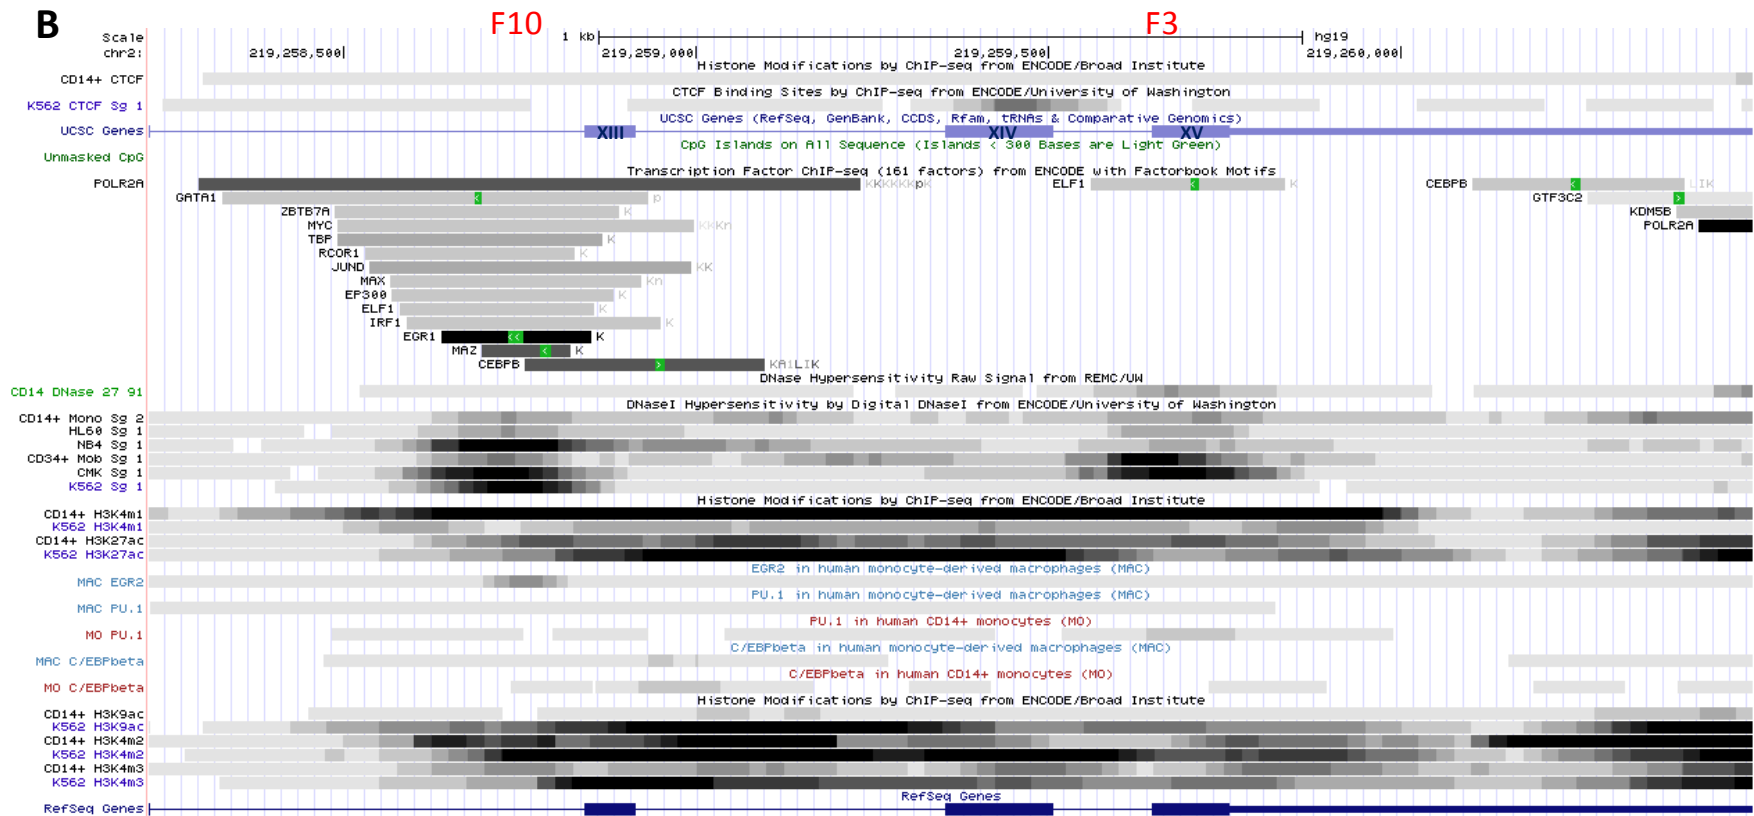 B F10 F3
Scale 1 kb hg19
chr2: 219,258,500 219,259,000 219,259,500 219,260,000
Histone Modifications by ChIP-seq from ENCODE/Broad Institute
CD14+ CTCF
CTCF Binding Sites by ChIP-seq from ENCODE/University of Washington
K562 CTCF Sg 1
UCSC Genes (RefSeq, GenBank, CCDS, Rfam, tRNAs & Comparative Genomics)
UCSC Genes XIII XIV XV
CpG Islands on All Sequence (Islands < 300 Bases are Light Green)
Unmasked CpG
Transcription Factor ChIP-seq (161 factors) from ENCODE with Factorbook Motifs
POLR2A KKKKKKpK ELF1 K CEBPB LIK
GATA1 p GTF3C2
ZBTB7A K KDM5B
MYC KKKn POLR2A
TBP K
RCOR1 K
JUND KK
MAX Kn
EP300 K
ELF1 K
IRF1 K
EGR1 K
MAZ K
CEBPB KA1LIK
DNase Hypersensitivity Raw Signal from REMC/UW
CD14 DNase 27 91
DNaseI Hypersensitivity by Digital DNaseI from ENCODE/University of Washington
CD14+ Mono Sg 2
HL60 Sg 1
NB4 Sg 1
CD34+ Mob Sg 1
CMK Sg 1
K562 Sg 1
Histone Modifications by ChIP-seq from ENCODE/Broad Institute
CD14+ H3K4m1
K562 H3K4m1
CD14+ H3K27ac
K562 H3K27ac
EGR2 in human monocyte-derived macrophages (MAC)
MAC EGR2
PU.1 in human monocyte-derived macrophages (MAC)
MAC PU.1
PU.1 in human CD14+ monocytes (MO)
MO PU.1
C/EBPbeta in human monocyte-derived macrophages (MAC)
MAC C/EBPbeta
C/EBPbeta in human CD14+ monocytes (MO)
MO C/EBPbeta
Histone Modifications by ChIP-seq from ENCODE/Broad Institute
CD14+ H3K9ac
K562 H3K9ac
CD14+ H3K4m2
K562 H3K4m2
CD14+ H3K4m3
K562 H3K4m3
RefSeq Genes
RefSeq Genes